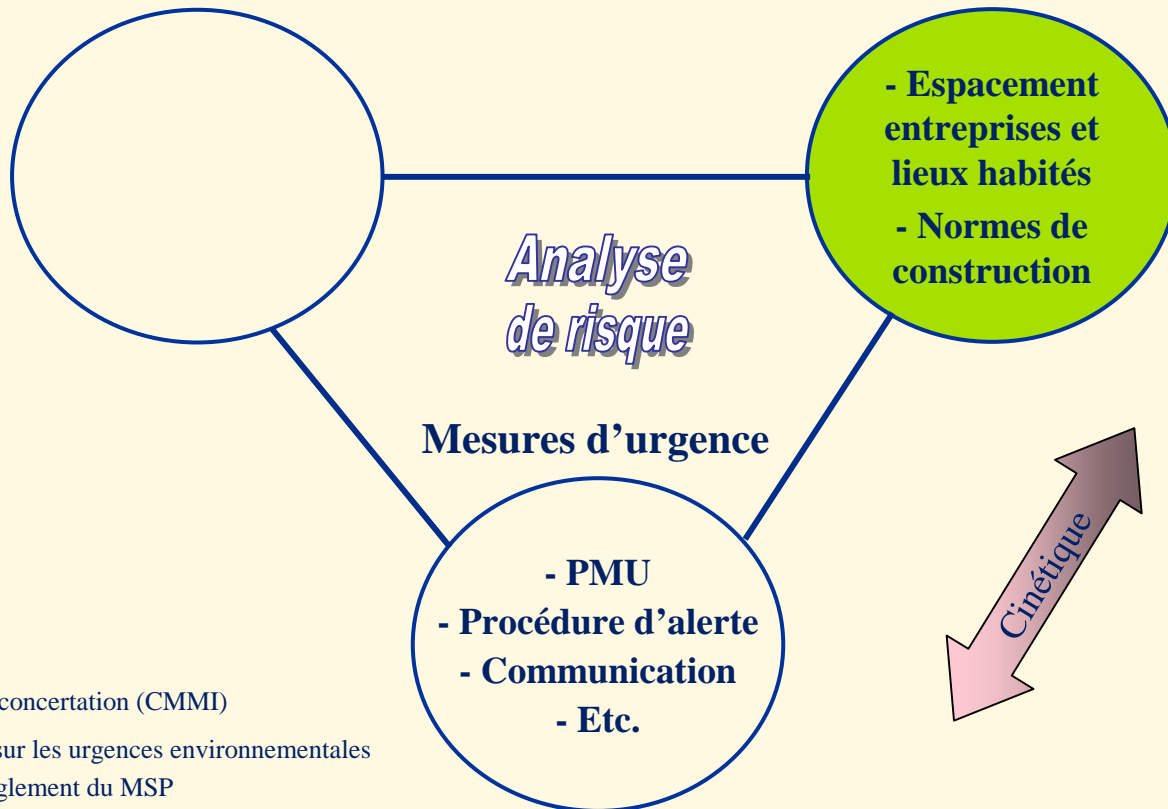 - Espacement
entreprises et
lieux habités
- Normes de
construction
Analyse
de risque
Mesures d’urgence
- PMU
- Procédure d’alerte
- Communication
- Etc.
Cinétique
concertation (CMMI)
sur les urgences environnementales
glement du MSP